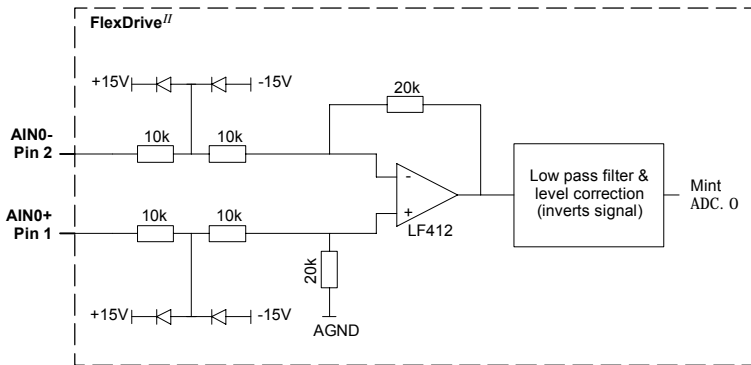 FlexDrive II
+15V -15V
20k
AIN0-
Pin 2
10k 10k
-
Low pass filter &
level correction
(inverts signal)
Mint
ADC. 0
AIN0+
Pin 1
10k 10k
+
LF412
20k
+15V -15V
AGND